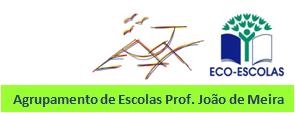 ECO-ESCOLAS
Agrupamento de Escolas Prof. João de Meira